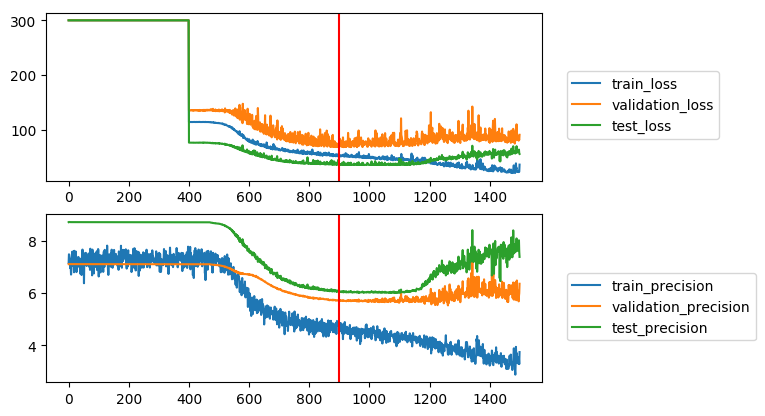 300
200
100
0 200 400 600 800 1000 1200 1400
train_loss
validation_loss
test_loss
8
6
4
0 200 400 600 800 1000 1200 1400
train_precision
validation_precision
test_precision